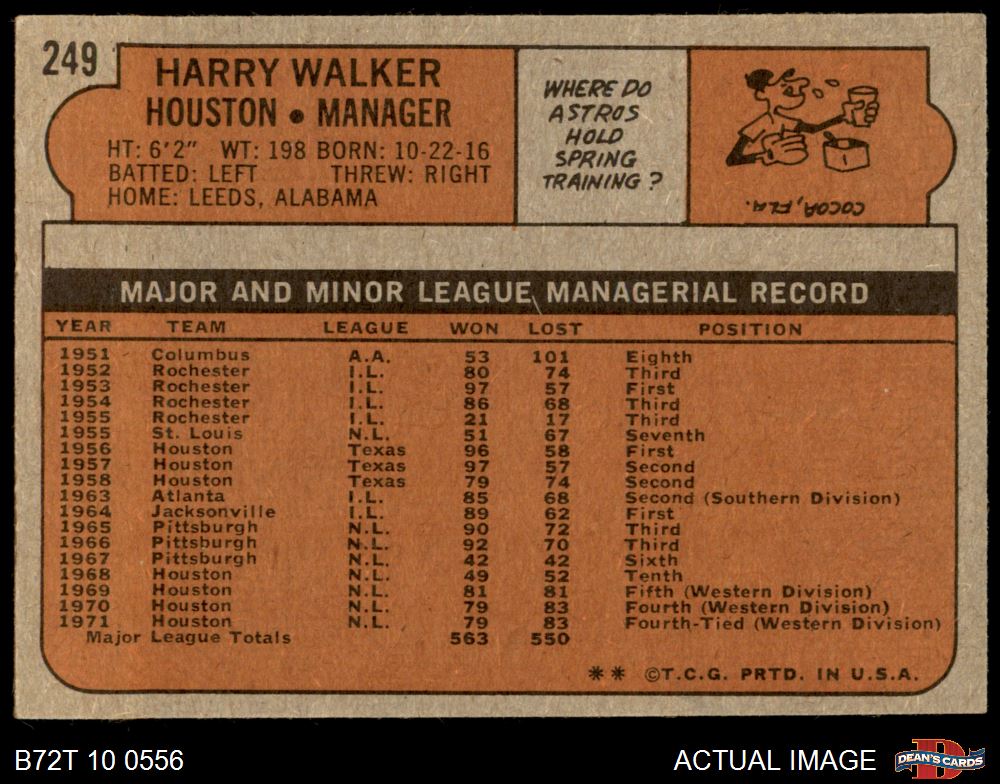 249
HARRY WALKER
HOUSTON • MANAGER
HT: 6'2" WT: 198 BORN: 10-22-16
BATTED: LEFT THREW: RIGHT
HOME: LEEDS, ALABAMA
WHERE DO
ASTROS
HOLD
SPRING
TRAINING?
1
COCOA, FLA.
MAJOR AND MINOR LEAGUE MANAGERIAL RECORD
YEAR TEAM LEAGUE WON LOST POSITION
1951 Columbus A.A. 53 101 Eighth
1952 Rochester I.L. 80 74 Third
1953 Rochester I.L. 97 57 First
1954 Rochester I.L. 86 68 Third
1955 Rochester I.L. 21 17 Third
1955 St. Louis N.L. 51 67 Seventh
1956 Houston Texas 96 58 First
1957 Houston Texas 97 57 Second
1958 Houston Texas 79 74 Second
1963 Atlanta I.L. 85 68 Second (Southern Division)
1964 Jacksonville I.L. 89 62 First
1965 Pittsburgh N.L. 90 72 Third
1966 Pittsburgh N.L. 92 70 Third
1967 Pittsburgh N.L. 42 42 Sixth
1968 Houston N.L. 49 52 Tenth
1969 Houston N.L. 81 81 Fifth (Western Division)
1970 Houston N.L. 79 83 Fourth (Western Division)
1971 Houston N.L. 79 83 Fourth-Tied (Western Division)
Major League Totals 563 550
** ©T.C.G. PRTD. IN U.S.A.
B72T 10 0556
ACTUAL IMAGE
DEAN'S CARDS